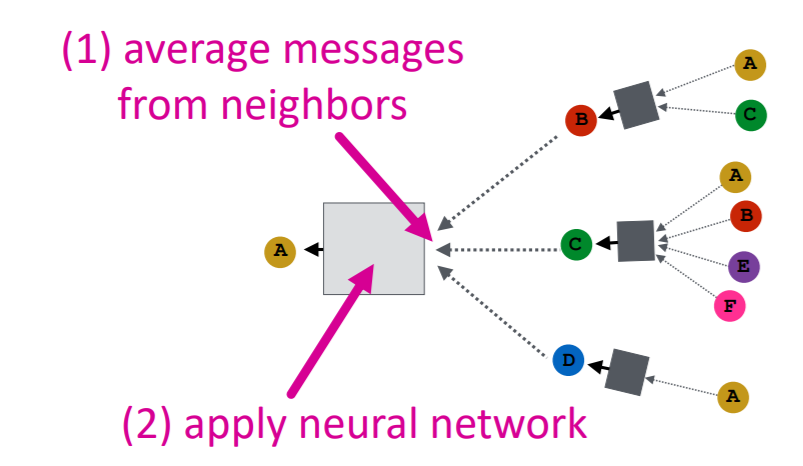 (1) average messages
from neighbors
A
B
C
A
A
B
C
E
F
A
D
A
(2) apply neural network